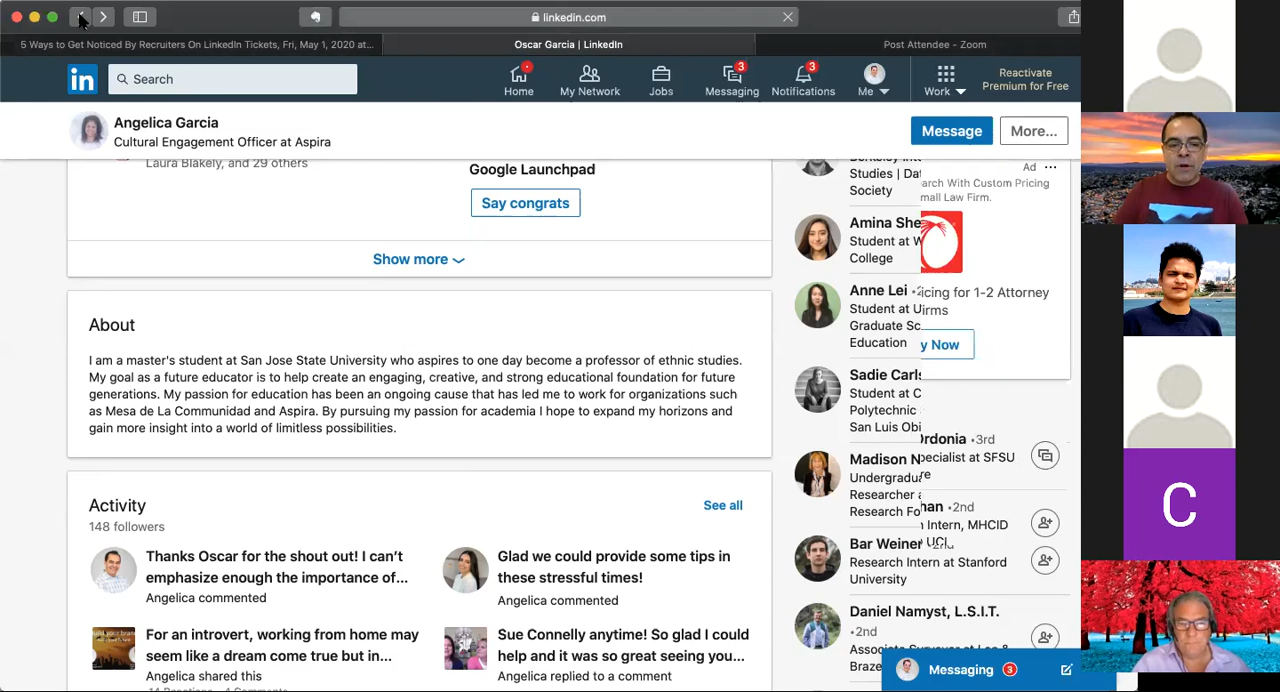 linkedin.com
5 Ways to Get Noticed By Recruiters On LinkedIn Tickets, Fri, May 1, 2020 at...
Oscar Garcia | LinkedIn
Post Attendee - Zoom
in
Search
3
3
Home
My Network
Jobs
Messaging
Notifications
Me
Work
Reactivate
Premium for Free
Angelica Garcia
Cultural Engagement Officer at Aspira
Message
More...
Laura Blakely, and 29 others
Google Launchpad
Say congrats
Show more
About
I am a master's student at San Jose State University who aspires to one day become a professor of ethnic studies.
My goal as a future educator is to help create an engaging, creative, and strong educational foundation for future
generations. My passion for education has been an ongoing cause that has led me to work for organizations such
as Mesa de La Communidad and Aspira. By pursuing my passion for academia I hope to expand my horizons and
gain more insight into a world of limitless possibilities.
Activity
See all
148 followers
Thanks Oscar for the shout out! I can't
emphasize enough the importance of...
Angelica commented
Glad we could provide some tips in
these stressful times!
Angelica commented
For an introvert, working from home may
seem like a dream come true but in...
Angelica shared this
Sue Connelly anytime! So glad I could
help and it was so great seeing you...
Angelica replied to a comment
Studies | Dat
Society
Amina She
Student at W
College
Anne Lei •2
Student at U
Graduate Sc
Education
Sadie Carls
Student at C
Polytechnic
San Luis Obi
Madison N
Undergradu
Researcher a
Research Fo
Bar Weiner
Research Intern at Stanford
University
Daniel Namyst, L.S.I.T.
•2nd
Ad ...
arch With Custom Pricing
mall Law Firm.
icing for 1-2 Attorney
irms
y Now
rdonia •3rd
pecialist at SFSU
re
han •2nd
Intern, MHCID
UCI
Messaging 3
C